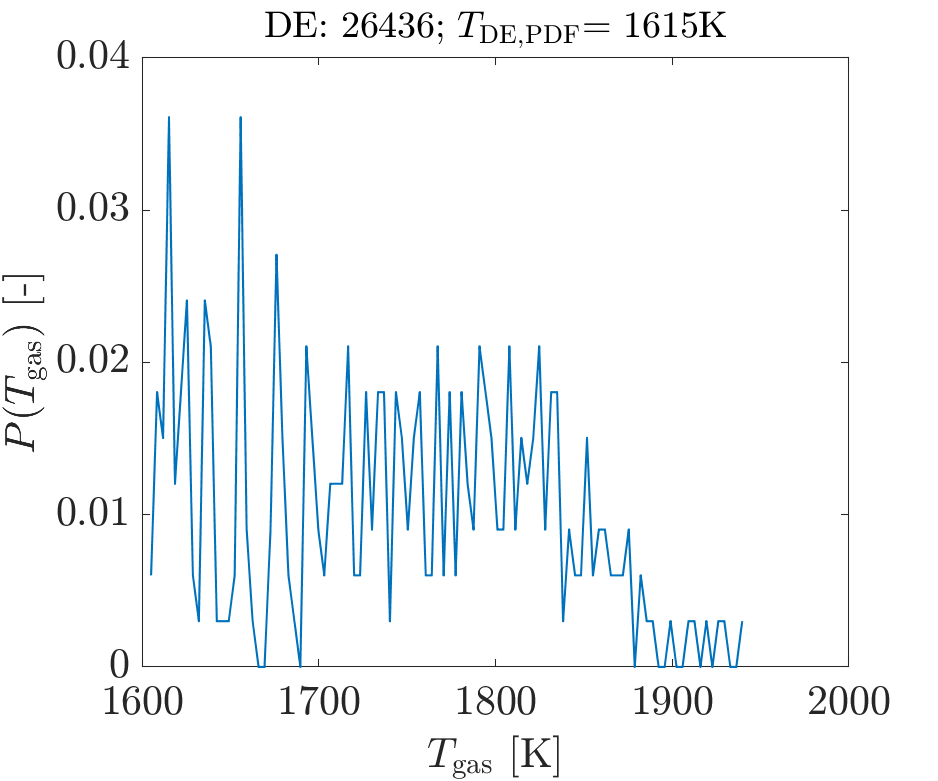 DE: 26436; T_DE,PDF= 1615K
0.04
0.03
0.02
0.01
0
P(T_gas) [-]
1600 1700 1800 1900 2000
T_gas [K]